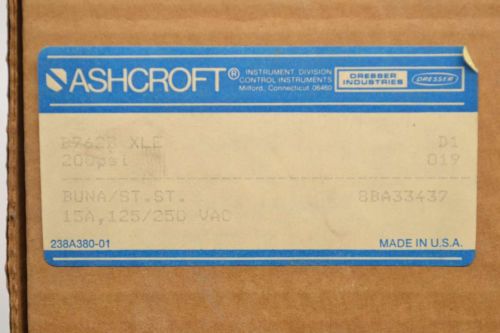 ASHCROFT®
INSTRUMENT DIVISION
CONTROL INSTRUMENTS
Milford, Connecticut 06460
DRESSER
INDUSTRIES
DRESSER
B762B XLE D1
200psi 019
BUNA/ST.ST. 8BA33437
15A,125/250 VAC
238A380-01 MADE IN U.S.A.